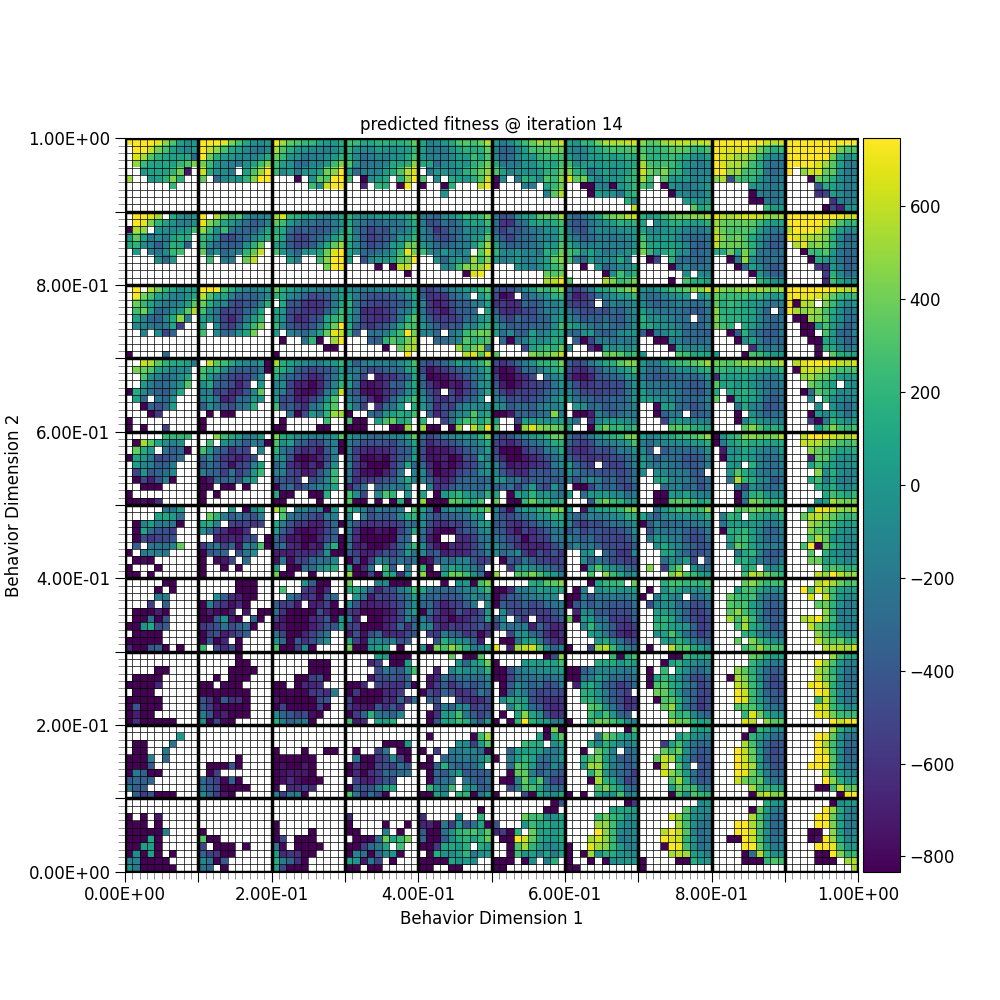 predicted fitness @ iteration 14
1.00E+00
8.00E-01
6.00E-01
4.00E-01
2.00E-01
0.00E+00
Behavior Dimension 2
0.00E+00 2.00E-01 4.00E-01 6.00E-01 8.00E-01 1.00E+00
Behavior Dimension 1
600
400
200
0
−200
−400
−600
−800